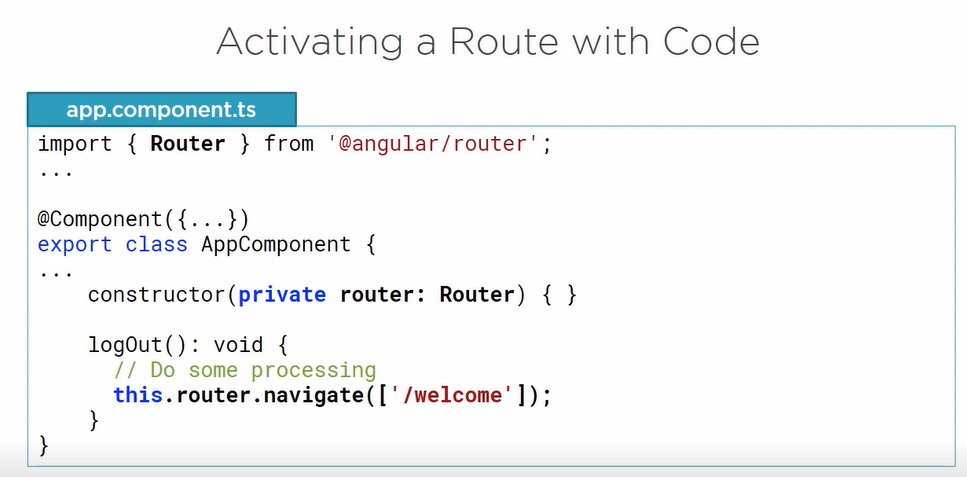 Activating a Route with Code
app.component.ts
import { Router } from '@angular/router';
...
@Component({...})
export class AppComponent {
...
constructor(private router: Router) { }
logOut(): void {
// Do some processing
this.router.navigate(['/welcome']);
}
}